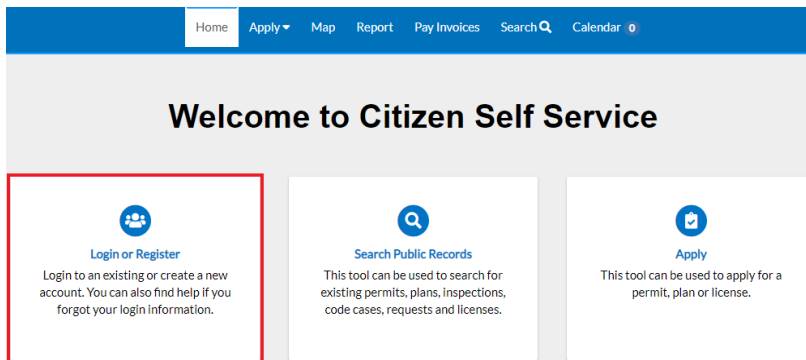 Home Apply Map Report Pay Invoices Search Calendar 0
Welcome to Citizen Self Service
Login or Register
Login to an existing or create a new
account. You can also find help if you
forgot your login information.
Search Public Records
This tool can be used to search for
existing permits, plans, inspections,
code cases, requests and licenses.
Apply
This tool can be used to apply for a
permit, plan or license.